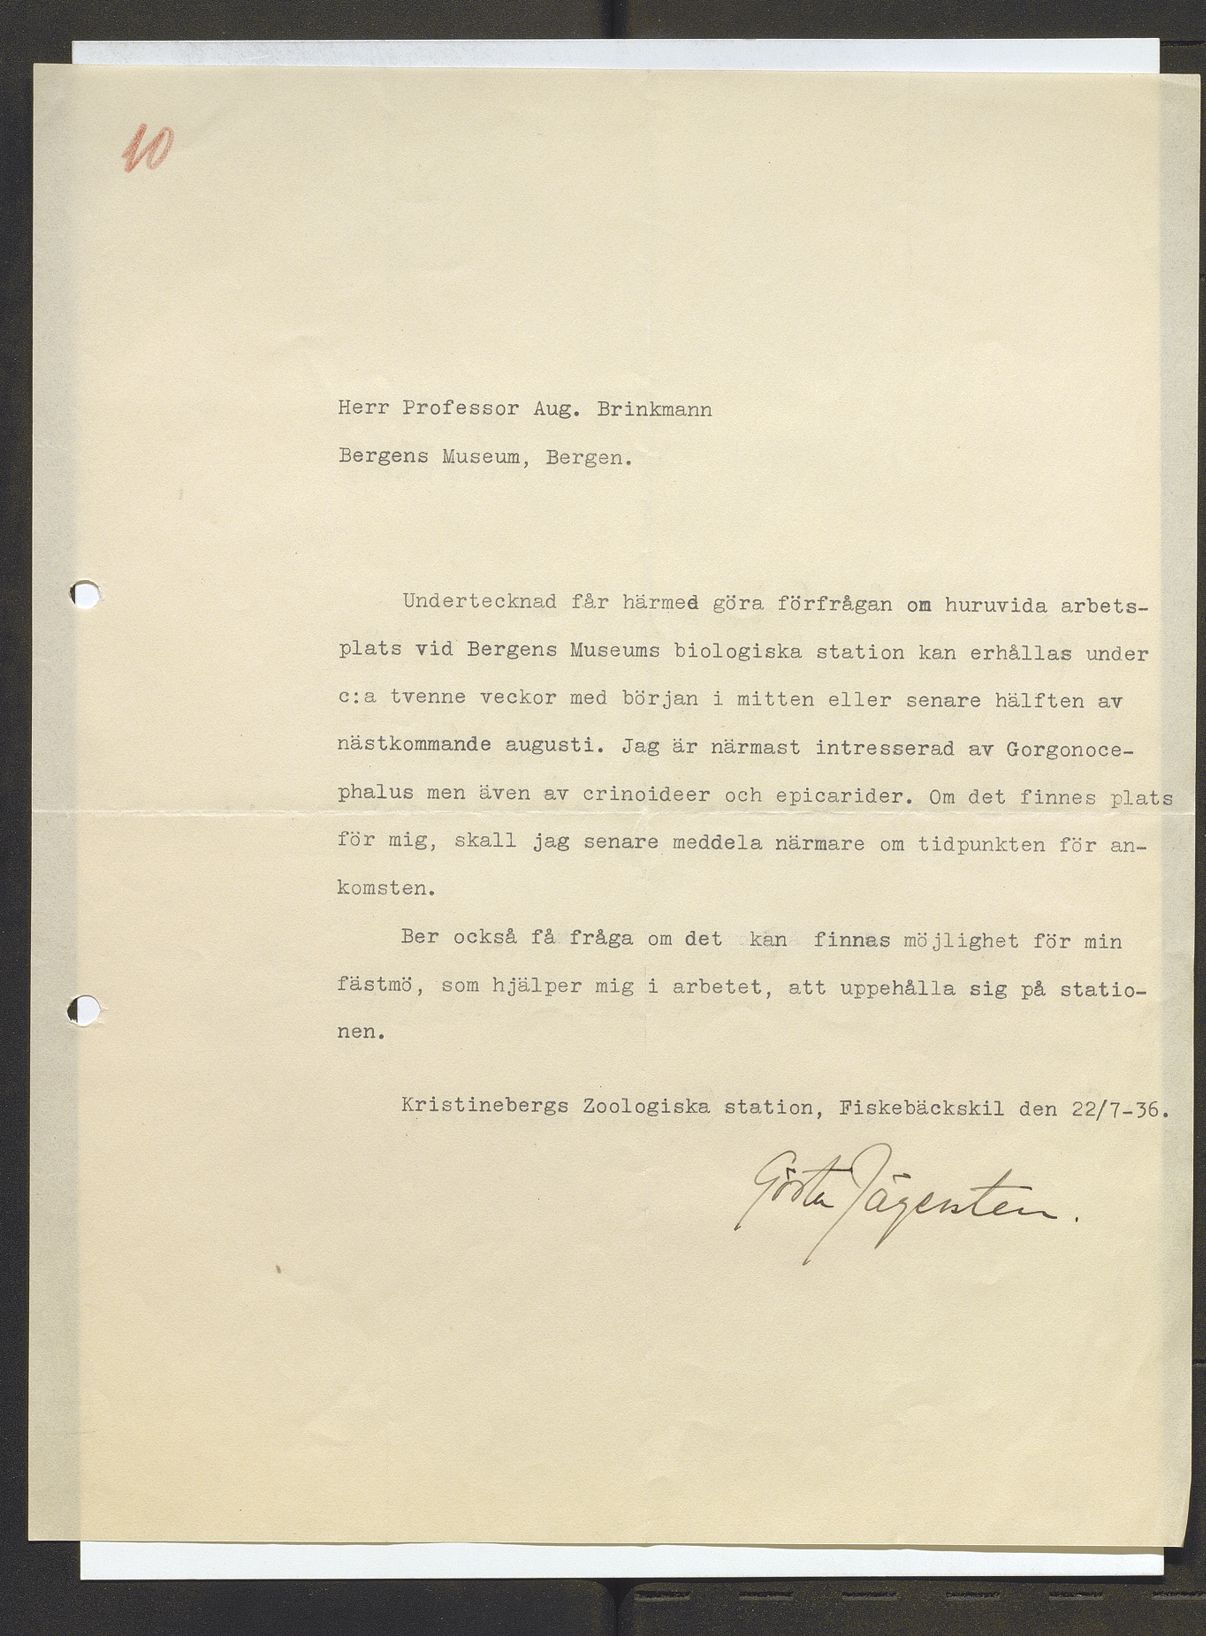 10
Herr Professor Aug. Brinkmann
Bergens Museum, Bergen.
Undertecknad får härmed göra förfrågan om huruvida arbets-
plats vid Bergens Museums biologiska station kan erhållas under
c:a tvenne veckor med början i mitten eller senare hälften av
nästkommande augusti. Jag är närmast intresserad av Gorgonoce-
phalus men även av crinoideer och epicarider. Om det finnes plats
för mig, skall jag senare meddela närmare om tidpunkten för an-
komsten.
Ber också få fråga om det kan finnas möjlighet för min
fästmö, som hjälper mig i arbetet, att uppehålla sig på statio-
nen.
Kristinebergs Zoologiska station, Fiskebäckskil den 22/7-36.
Gösta Jägersten.